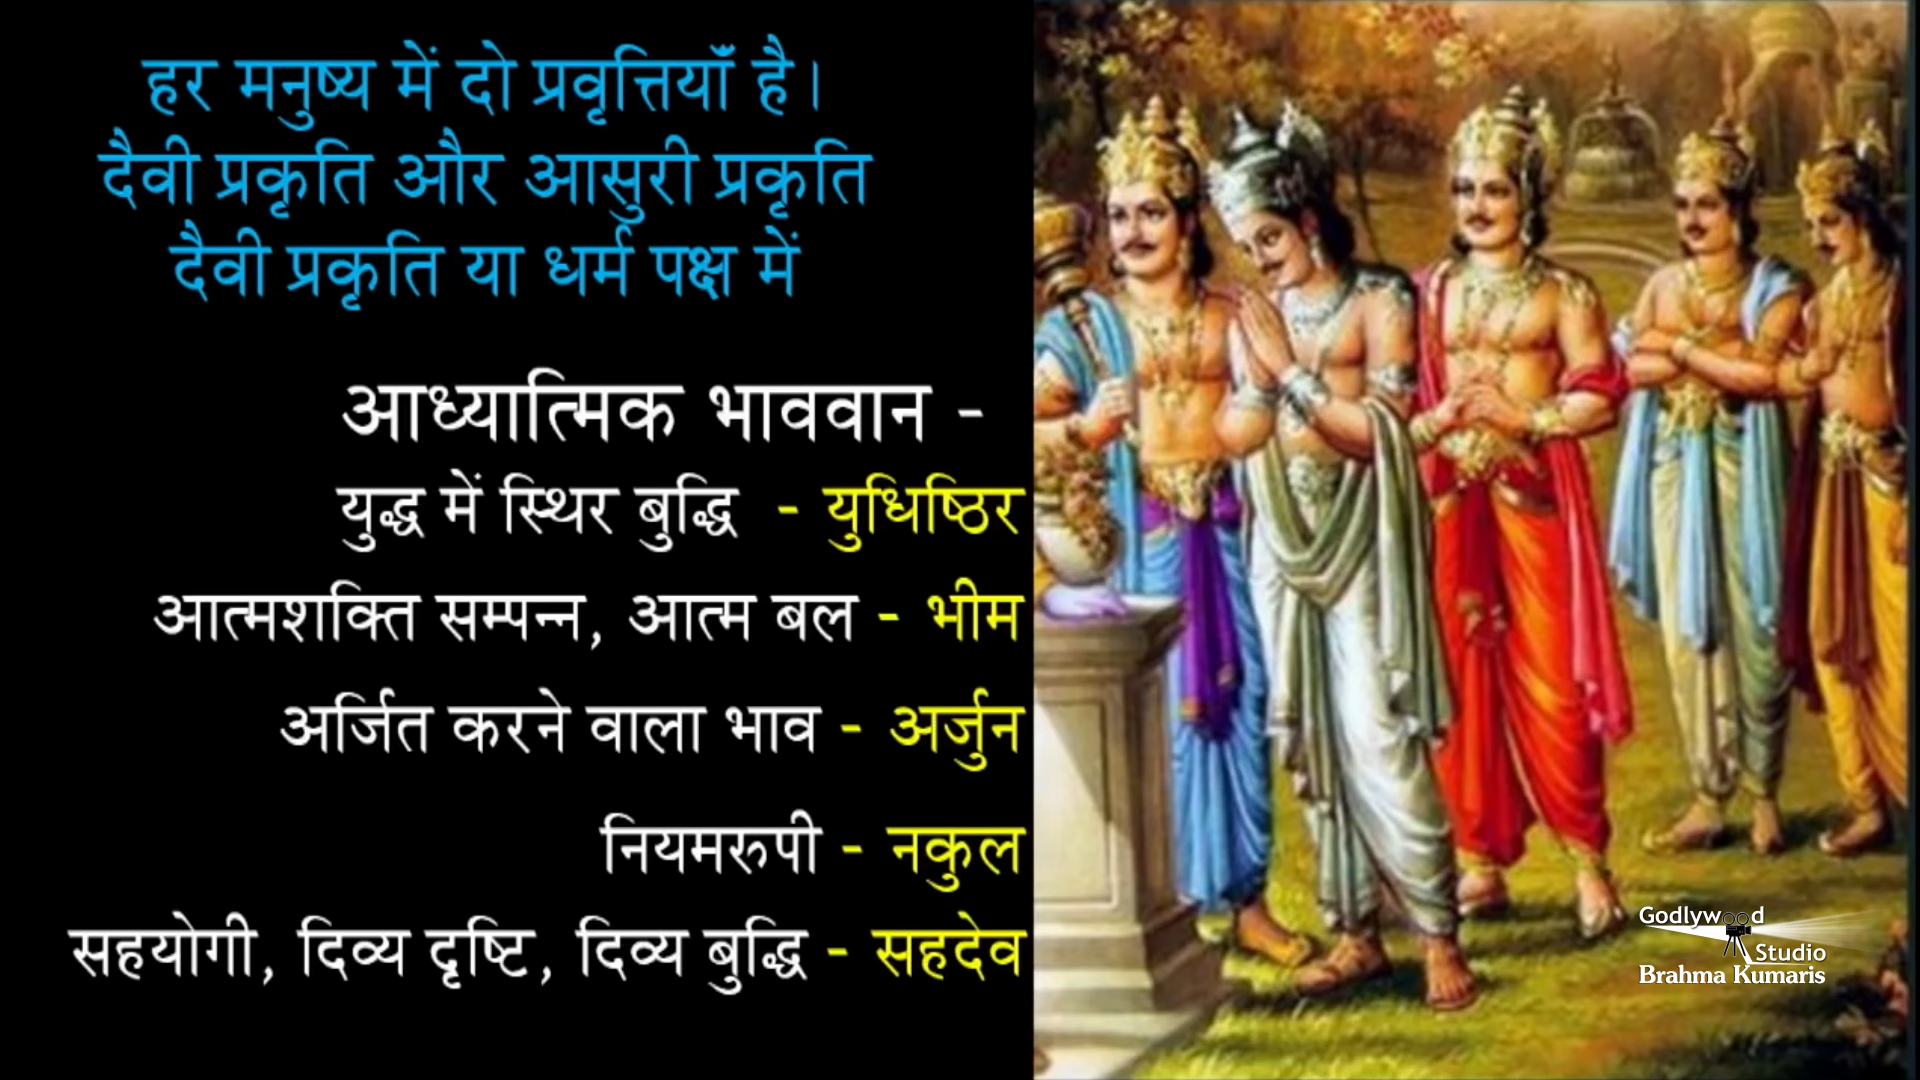 हर मनुष्य में दो प्रवृत्तियाँ है।
दैवी प्रकृति और आसुरी प्रकृति
दैवी प्रकृति या धर्म पक्ष में
आध्यात्मिक भाववान -
युद्ध में स्थिर बुद्धि - युधिष्ठिर
आत्मशक्ति सम्पन्न, आत्म बल - भीम
अर्जित करने वाला भाव - अर्जुन
नियमरुपी - नकुल
सहयोगी, दिव्य दृष्टि, दिव्य बुद्धि - सहदेव
Godlywood
Studio
Brahma Kumaris